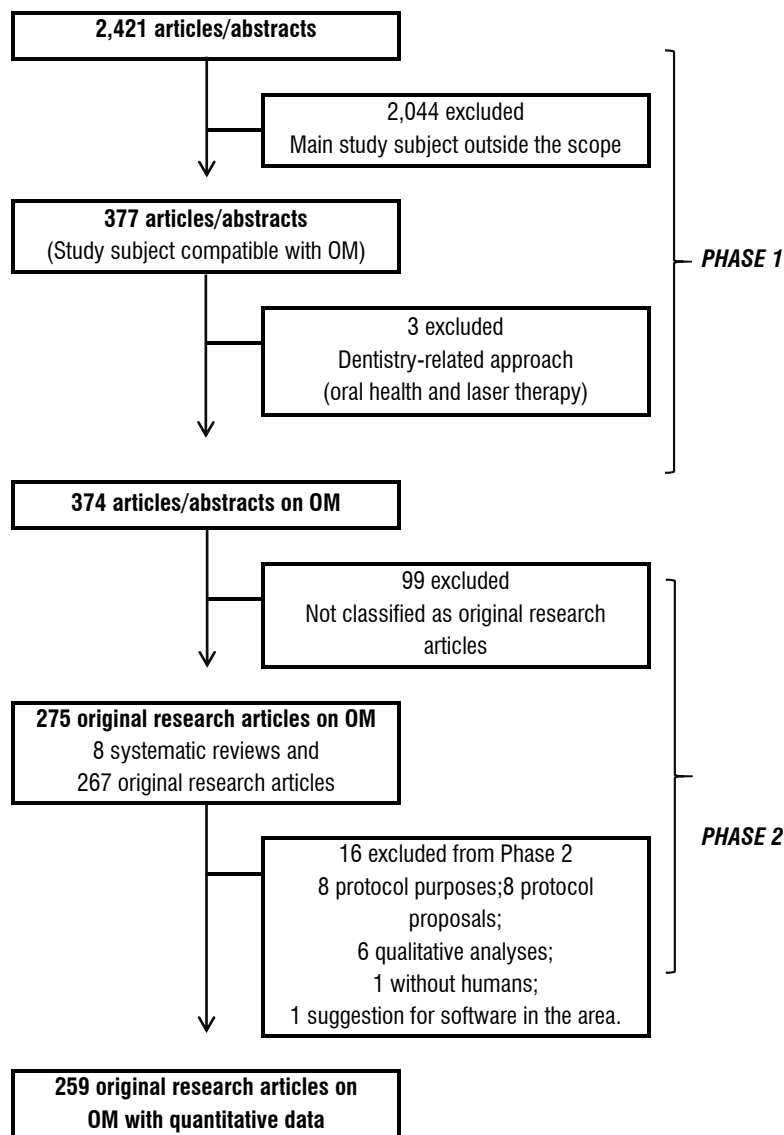 2,421 articles/abstracts
2,044 excluded
Main study subject outside the scope
377 articles/abstracts
(Study subject compatible with OM)
PHASE 1
3 excluded
Dentistry-related approach
(oral health and laser therapy)
374 articles/abstracts on OM
99 excluded
Not classified as original research
articles
275 original research articles on OM
8 systematic reviews and
267 original research articles
PHASE 2
16 excluded from Phase 2
8 protocol purposes;8 protocol
proposals;
6 qualitative analyses;
1 without humans;
1 suggestion for software in the area.
259 original research articles on
OM with quantitative data